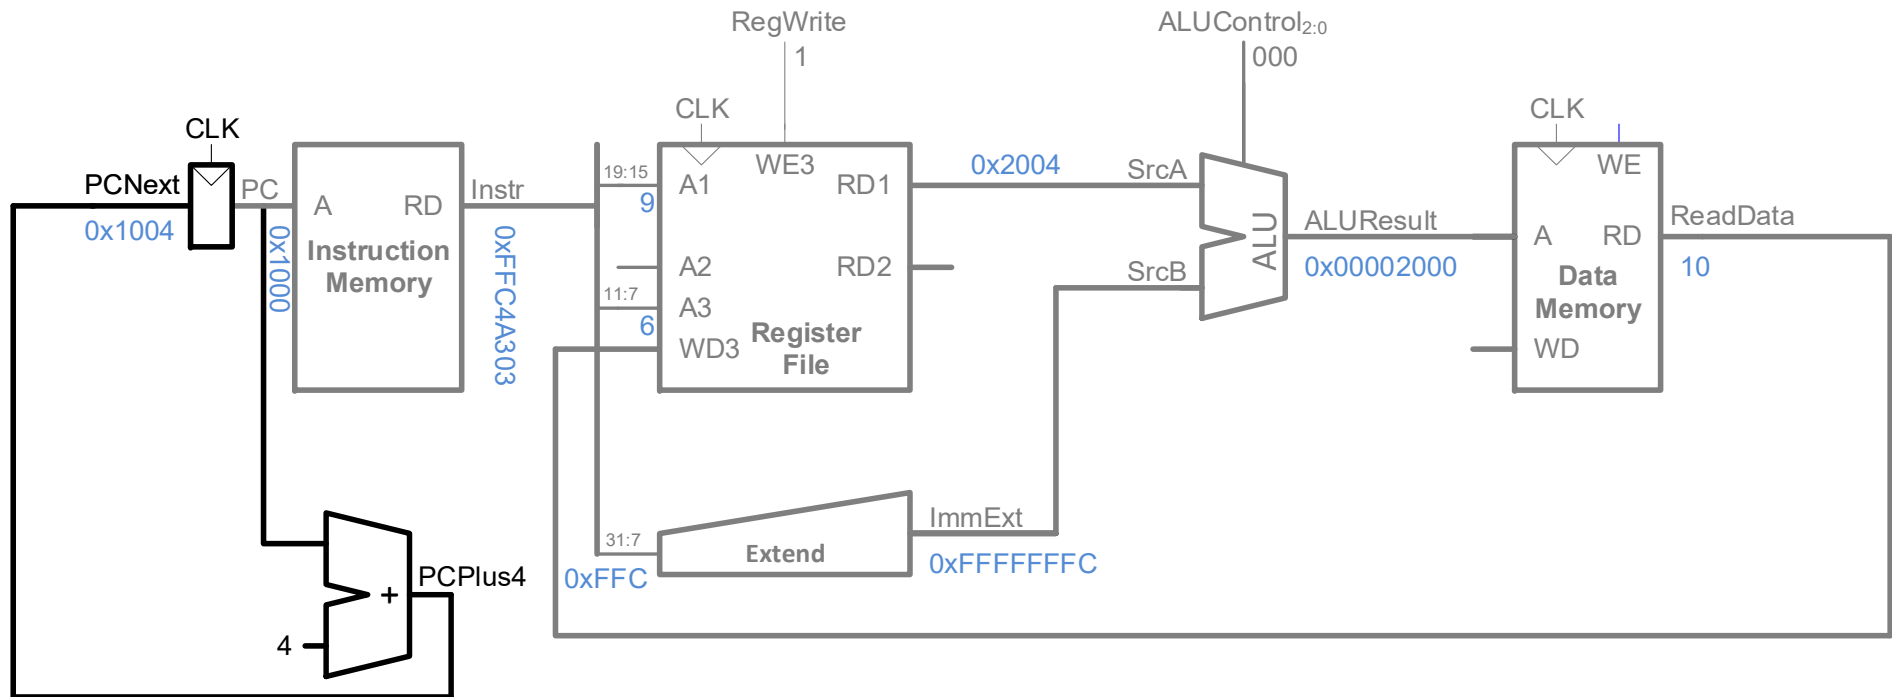 RegWrite
1
ALUControl2:0
000
CLK
PCNext
0x1004
PC
0x1000
A
RD
Instruction
Memory
Instr
0xFFC4A303
19:15
9
11:7
6
31:7
0xFFC
CLK
WE3
A1
RD1
A2
RD2
A3
WD3
Register
File
0x2004
SrcA
SrcB
ALU
ALUResult
0x00002000
CLK
WE
A
RD
Data
Memory
WD
ReadData
10
Extend
ImmExt
0xFFFFFFFC
PCPlus4
+
4